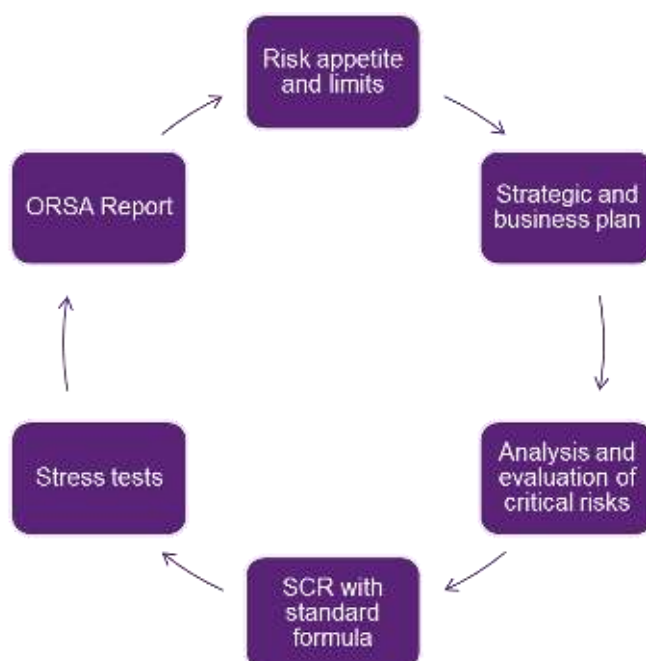 Risk appetite
and limits
Strategic and
business plan
Analysis and
evaluation of
critical risks
SCR with
standard
formula
Stress tests
ORSA Report